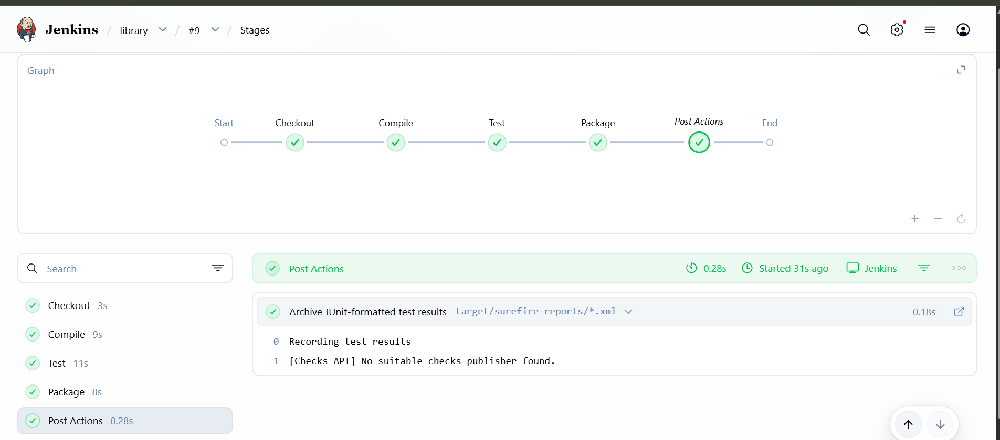 Jenkins / library / #9 / Stages
Graph
Start Checkout Compile Test Package Post Actions End
Search
Checkout 3s
Compile 9s
Test 11s
Package 8s
Post Actions 0.28s
Post Actions 0.28s Started 31s ago Jenkins
Archive JUnit-formatted test results target/surefire-reports/*.xml 0.18s
0 Recording test results
1 [Checks API] No suitable checks publisher found.